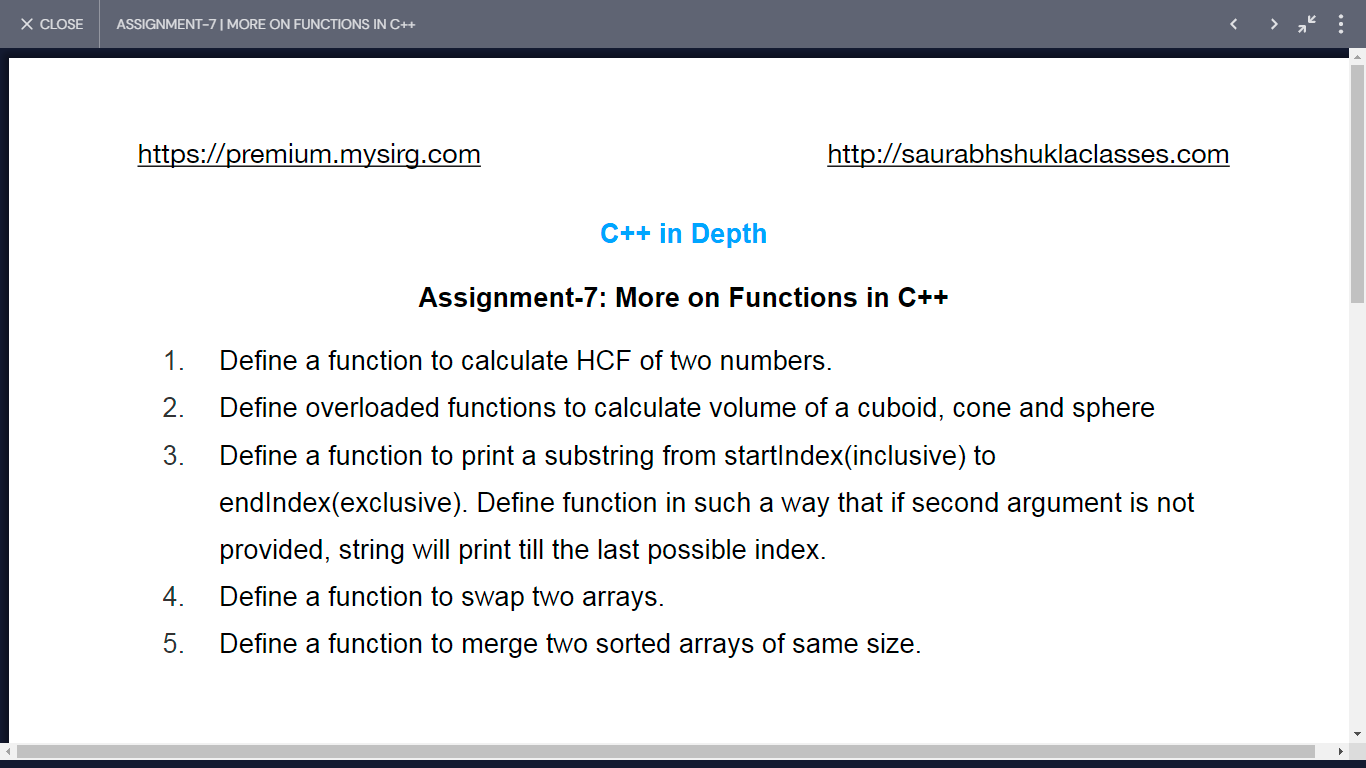 CLOSE
ASSIGNMENT-7 | MORE ON FUNCTIONS IN C++
https://premium.mysirg.com
http://saurabhshuklaclasses.com
C++ in Depth
Assignment-7: More on Functions in C++
1. Define a function to calculate HCF of two numbers.
2. Define overloaded functions to calculate volume of a cuboid, cone and sphere
3. Define a function to print a substring from startIndex(inclusive) to
endIndex(exclusive). Define function in such a way that if second argument is not
provided, string will print till the last possible index.
4. Define a function to swap two arrays.
5. Define a function to merge two sorted arrays of same size.